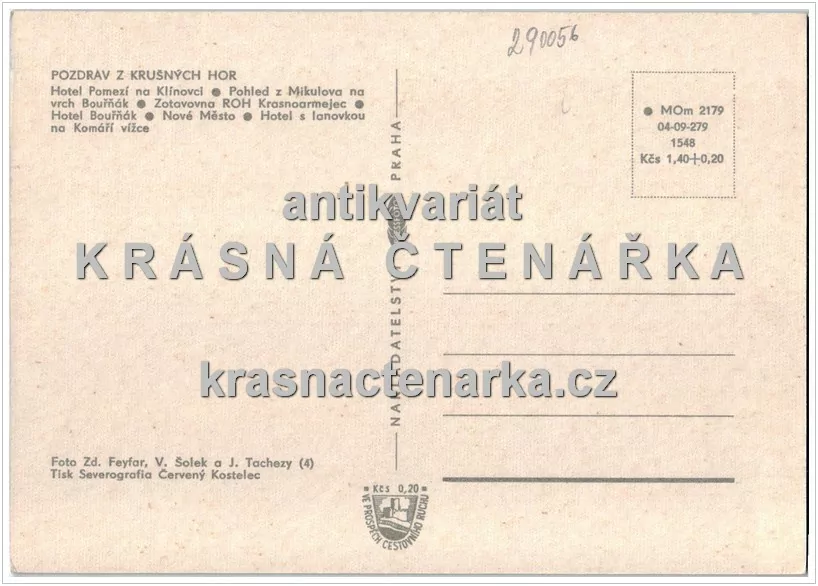 290056
POZDRAV Z KRUŠNÝCH HOR
Hotel Pomezí na Klínovci ● Pohled z Mikulova na
vrch Bouřňák ● Zotavovna ROH Krasnoarmejec ●
Hotel Bouřňák ● Nové Město ● Hotel s lanovkou
na Komáří vížce
● MOm 2179
04-09-279
1548
Kčs 1,40+0,20
PRAHA
antikvariát
KRÁSNÁ ČTENÁŘKA
krasnactenarka.cz
Foto Zd. Feyfar, V. Šolek a J. Tachezy (4)
Tisk Severografia Červený Kostelec
Kčs 0,20
VE PROSPĚCH CESTOVNÍHO RUCHU